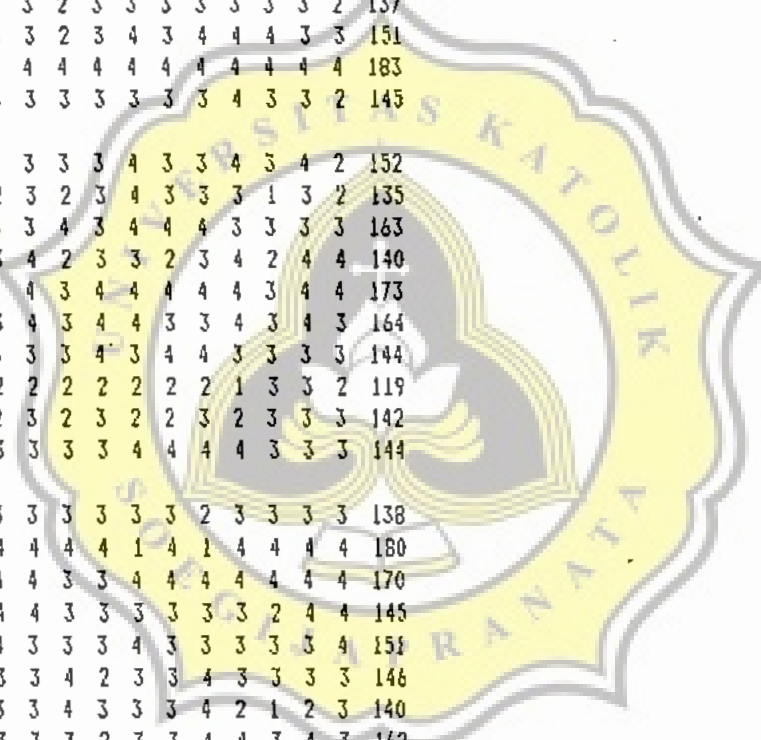 3 2 3 3 3 3 3 3 3 2 137
3 2 3 4 3 4 4 4 3 3 151
4 4 4 4 4 4 4 4 4 4 183
3 3 3 3 3 3 4 3 3 2 145
3 3 3 4 3 3 4 3 4 2 152
3 2 3 4 3 3 3 1 3 2 135
3 4 3 4 4 4 3 3 3 3 163
4 2 3 3 2 3 4 2 4 4 140
4 3 4 4 4 4 4 3 4 4 173
4 3 4 4 3 3 4 3 4 3 164
3 3 4 3 4 4 3 3 3 3 144
2 2 2 2 2 2 2 1 3 3 2 119
2 3 2 3 2 2 3 2 3 3 3 142
3 3 3 3 4 4 4 4 3 3 3 144
3 3 3 3 3 3 2 3 3 3 3 138
4 4 4 4 1 4 1 4 4 4 4 180
4 4 3 3 4 4 4 4 4 4 4 170
4 4 3 3 3 3 3 3 2 4 4 145
3 3 3 4 3 3 3 3 3 4 151
3 3 4 2 3 3 4 3 3 3 3 146
3 3 4 3 3 3 4 2 1 2 3 140
UNIVERSITAS KATOLIK
SOEGIJAPRANATA